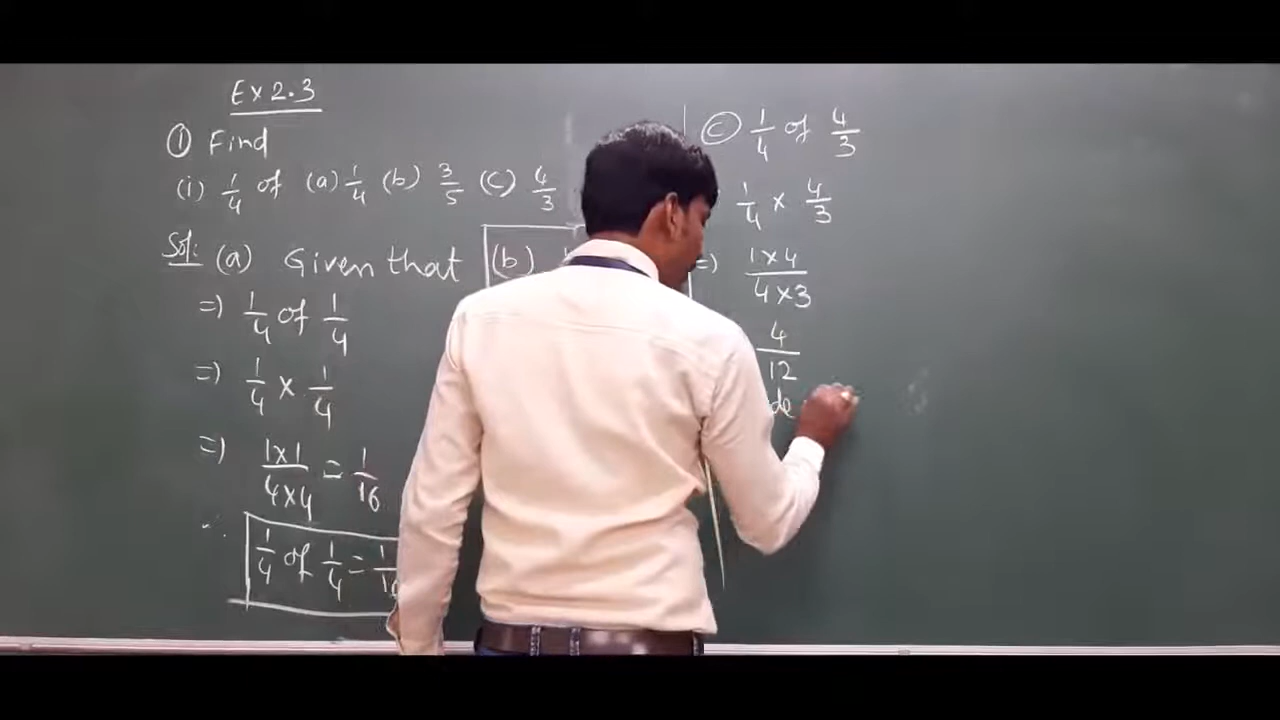 Ex 2.3
① Find
(i) 1/4 of (a) 1/4 (b) 3/5 (c) 4/3
Sol: (a) Given that
=) 1/4 of 1/4
=) 1/4 × 1/4
=) 1×1/4×4 = 1/16
∴ 1/4 of 1/4 = 1/16
(b)
Ⓒ 1/4 of 4/3
1/4 × 4/3
=) 1×4/4×3
4/12
de